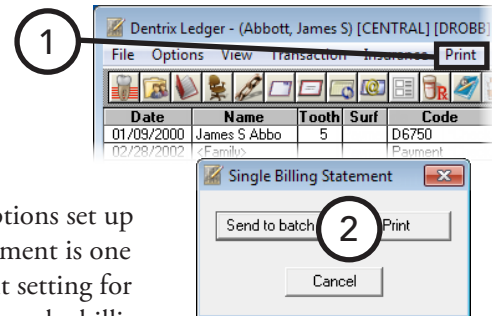 1
Dentrix Ledger - (Abbott, James S) [CENTRAL] [DROBB]
File Options View Transaction Insurance Print
Date Name Tooth Surf Code
01/09/2000 James S Abbo 5 D6750
02/28/2002 <Family> Payment
Single Billing Statement
Send to batch 2 Print
Cancel
ptions set up
ement is one
t setting for